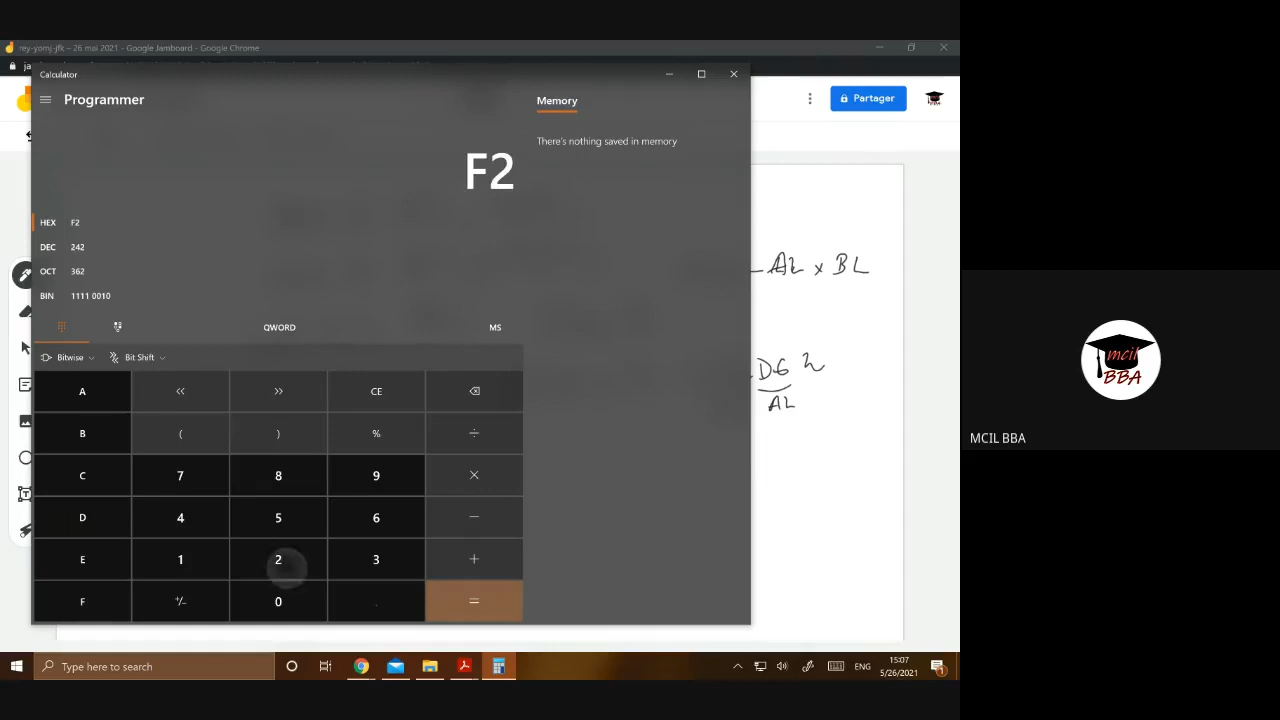 rey-yomj-jfk – 26 mai 2021 - Google Jamboard - Google Chrome
ja
Calculator
Programmer
Memory
Partager
There's nothing saved in memory
F2
HEX F2
DEC 242
OCT 362
BIN 1111 0010
AL x BL
AL
QWORD MS
Bitwise Bit Shift
A << >> CE
B ( ) % ÷
C 7 8 9 ×
D 4 5 6 −
E 1 2 3 +
F +/− 0 . =
mcil
BBA
MCIL BBA
Type here to search
ENG
15:07
5/26/2021
1